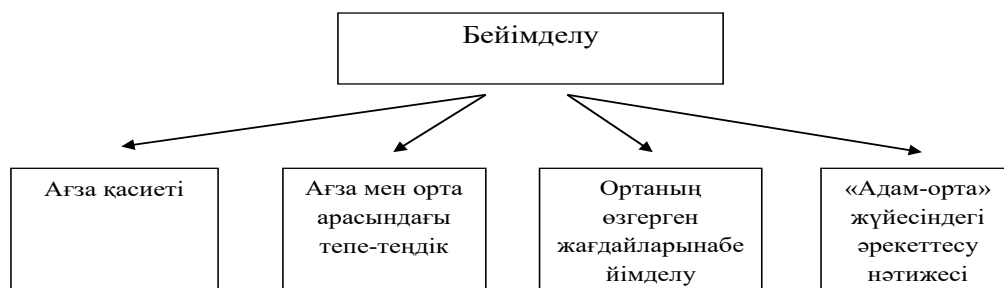 Бейімделу
Ағза қасиеті
Ағза мен орта
арасындағы
тепе-теңдік
Ортаның
өзгерген
жағдайларынабе
йімделу
«Адам-орта»
жүйесіндегі
әрекеттесу
нәтижесі